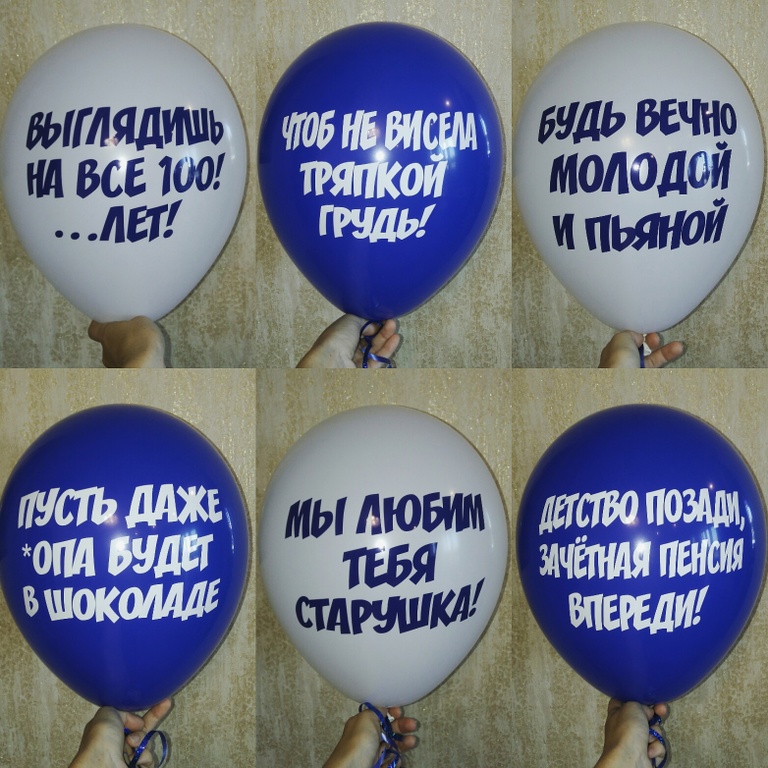 ВЫГЛЯДИШЬ
НА ВСЕ 100!
...ЛЕТ!
ЧТОБ НЕ ВИСЕЛА
ТРЯПКОЙ
ГРУДЬ!
БУДЬ ВЕЧНО
МОЛОДОЙ
И ПЬЯНОЙ
ПУСТЬ ДАЖЕ
*ОПА БУДЕТ
В ШОКОЛАДЕ
МЫ ЛЮБИМ
ТЕБЯ
СТАРУШКА!
ДЕТСТВО ПОЗАДИ,
ЗАЧЁТНАЯ ПЕНСИЯ
ВПЕРЕДИ!